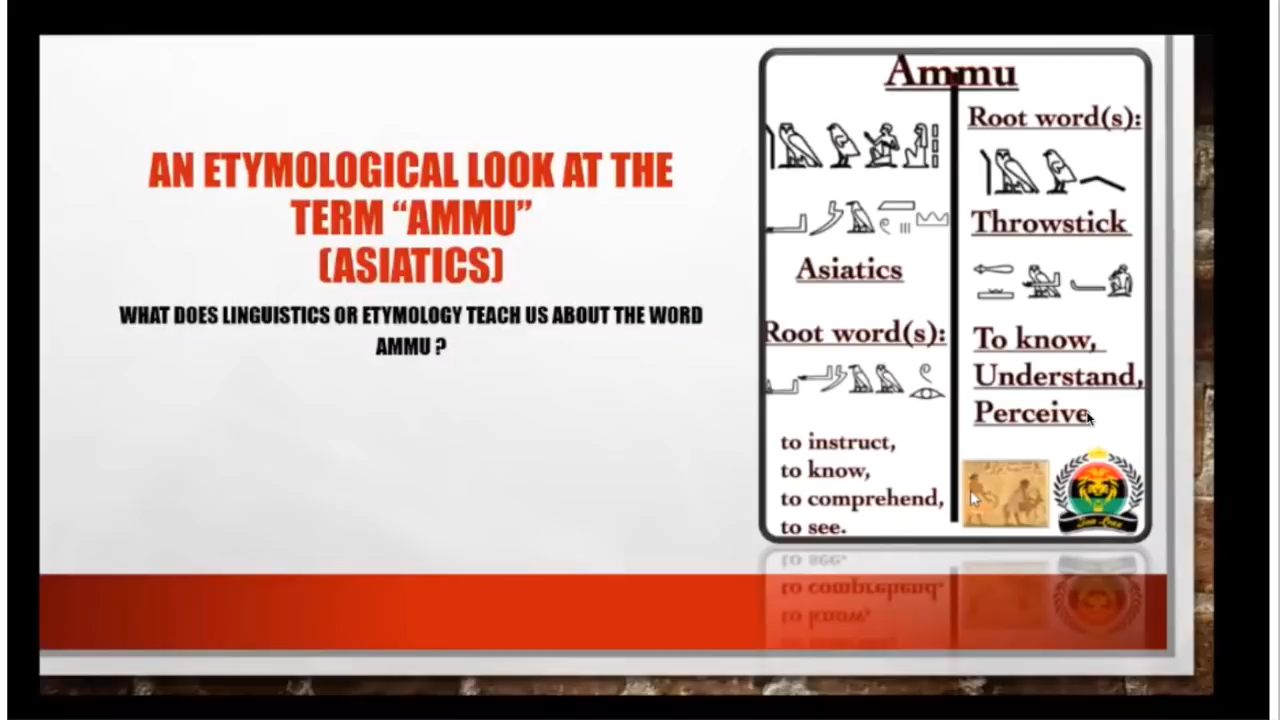 AN ETYMOLOGICAL LOOK AT THE
TERM “AMMU”
(ASIATICS)
WHAT DOES LINGUISTICS OR ETYMOLOGY TEACH US ABOUT THE WORD
AMMU ?
Ammu
Asiatics
Root word(s):
to instruct,
to know,
to comprehend,
to see.
Root word(s):
Throwstick
To know,
Understand,
Perceive